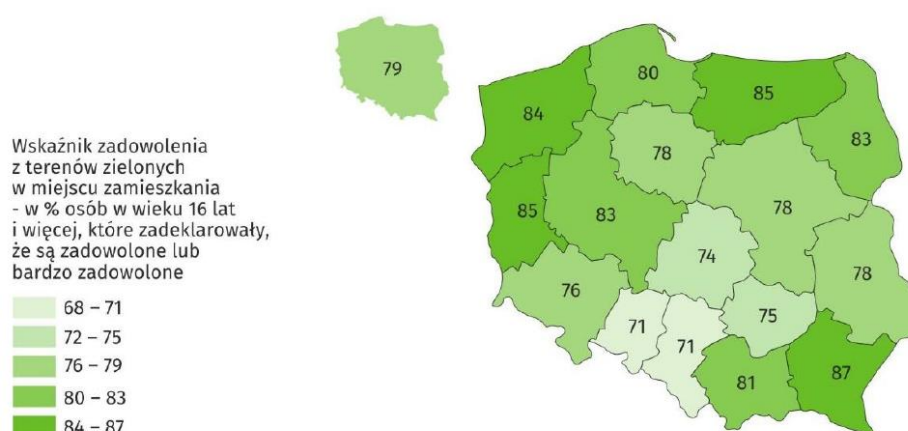 79
Wskaźnik zadowolenia
z terenów zielonych
w miejscu zamieszkania
- w % osób w wieku 16 lat
i więcej, które zadeklarowały,
że są zadowolone lub
bardzo zadowolone
68 – 71
72 – 75
76 – 79
80 – 83
84 – 87
80
84
85
83
78
85
83
78
74
78
76
71
71
75
81
87